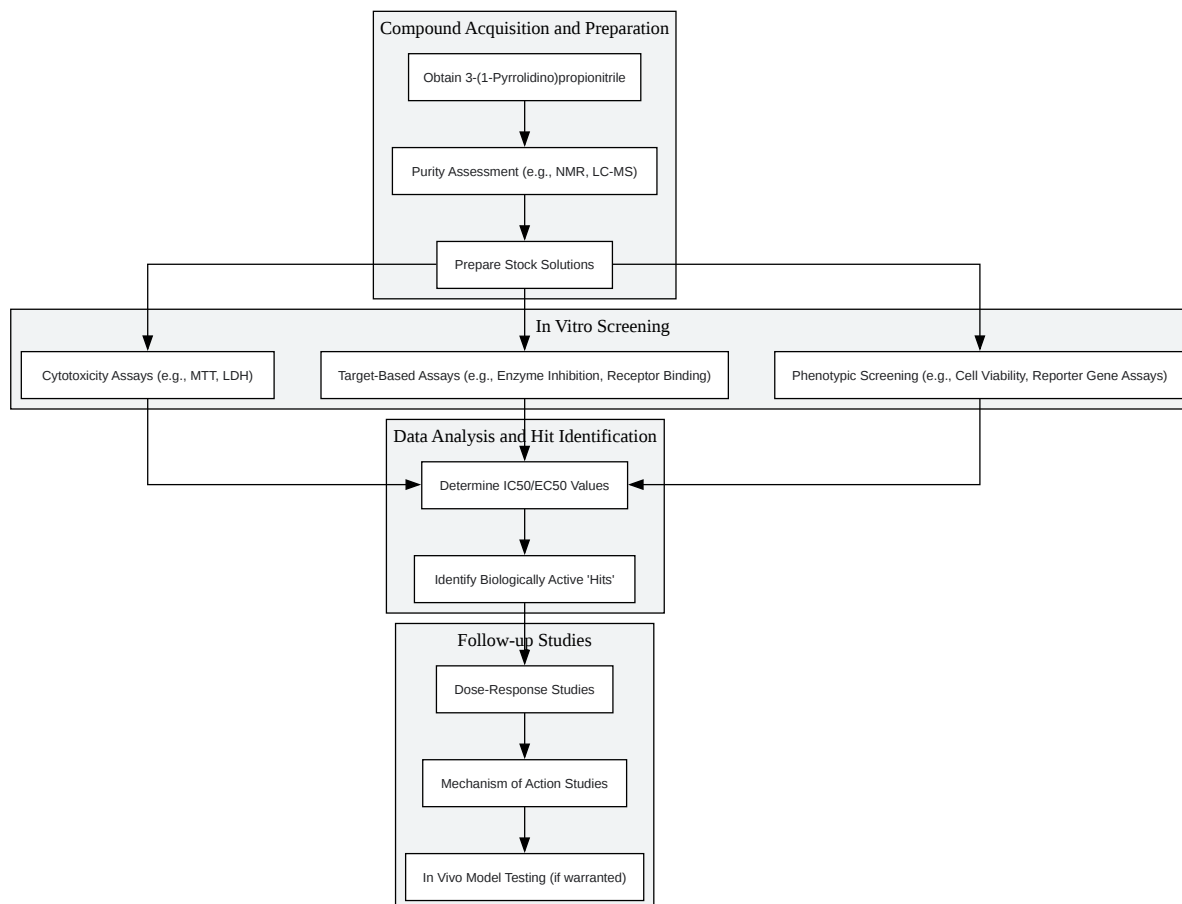 Compound Acquisition and Preparation
Obtain 3-(1-Pyrrolidino)propionitrile
Purity Assessment (e.g., NMR, LC-MS)
Prepare Stock Solutions
In Vitro Screening
Cytotoxicity Assays (e.g., MTT, LDH)
Target-Based Assays (e.g., Enzyme Inhibition, Receptor Binding)
Phenotypic Screening (e.g., Cell Viability, Reporter Gene Assays)
Data Analysis and Hit Identification
Determine IC50/EC50 Values
Identify Biologically Active 'Hits'
Follow-up Studies
Dose-Response Studies
Mechanism of Action Studies
In Vivo Model Testing (if warranted)